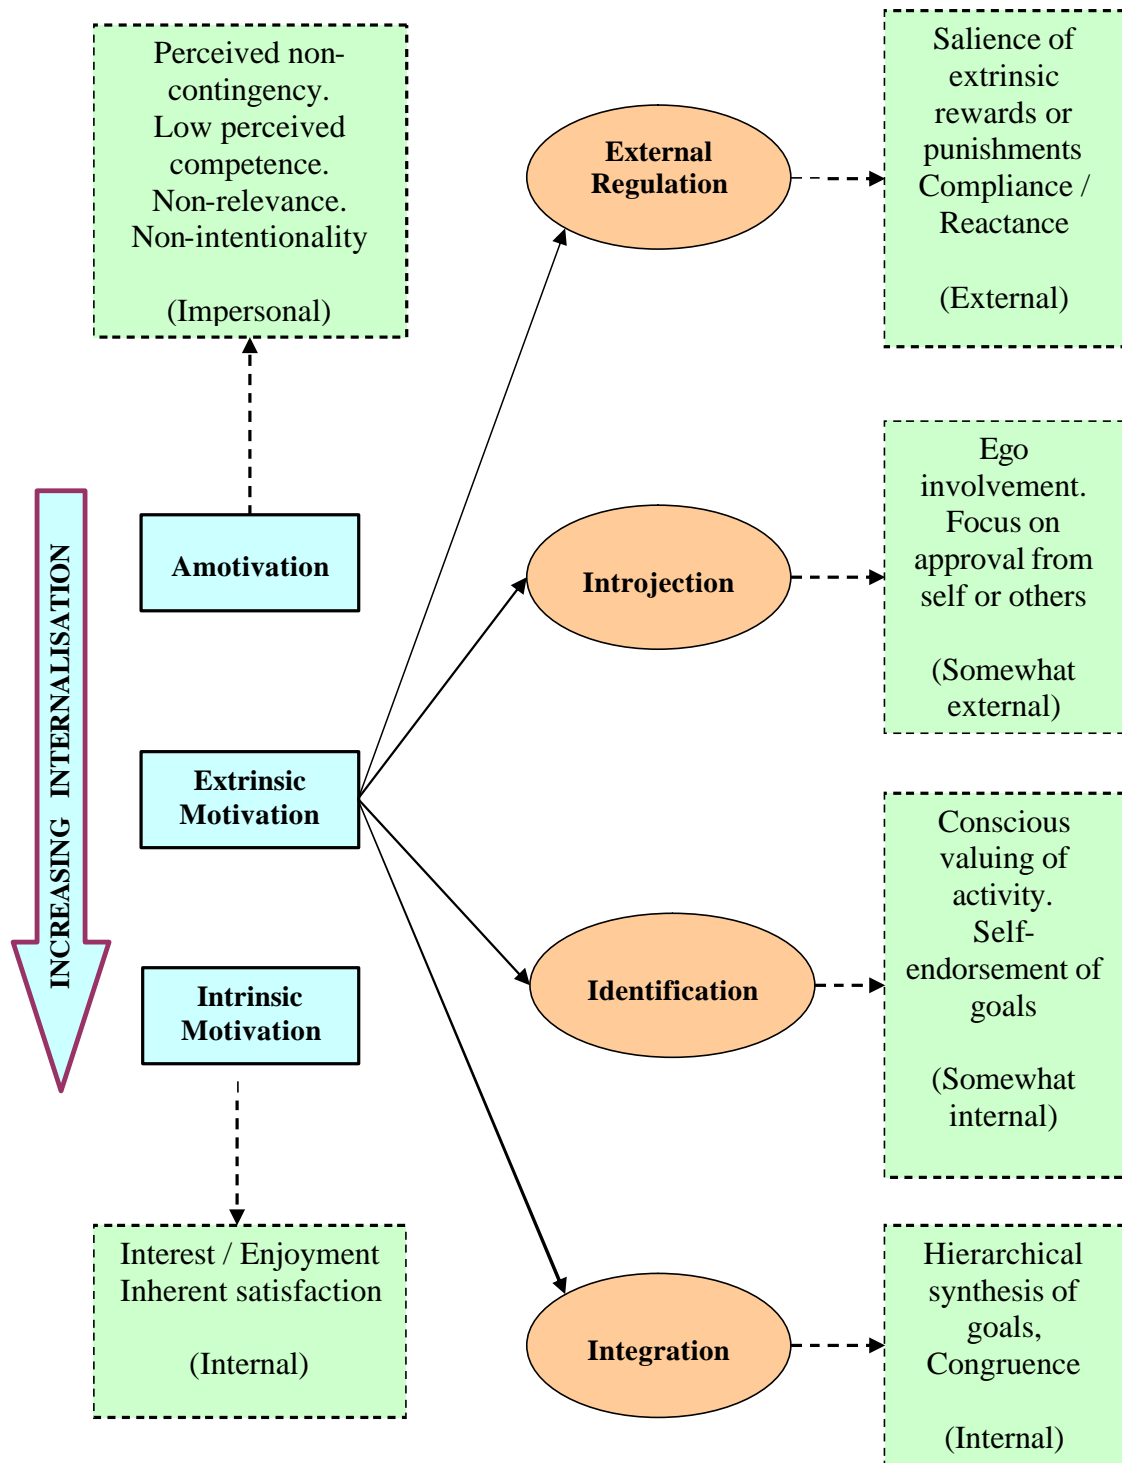 Perceived non-
contingency.
Low perceived
competence.
Non-relevance.
Non-intentionality
(Impersonal)
External
Regulation
Salience of
extrinsic
rewards or
punishments
Compliance /
Reactance
(External)
INCREASING INTERNALISATION
Amotivation
Introjection
Ego
involvement.
Focus on
approval from
self or others
(Somewhat
external)
Extrinsic
Motivation
Intrinsic
Motivation
Identification
Conscious
valuing of
activity.
Self-
endorsement of
goals
(Somewhat
internal)
Interest / Enjoyment
Inherent satisfaction
(Internal)
Integration
Hierarchical
synthesis of
goals,
Congruence
(Internal)